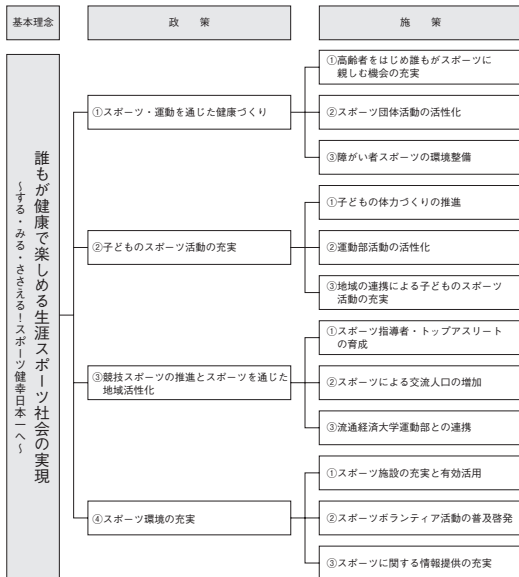 基本理念
政　策
施　策
誰もが健康で楽しめる生涯スポーツ社会の実現
～する・みる・ささえる！スポーツ健幸日本一へ～
①スポーツ・運動を通じた健康づくり
①高齢者をはじめ誰もがスポーツに
親しむ機会の充実
②スポーツ団体活動の活性化
③障がい者スポーツの環境整備
②子どものスポーツ活動の充実
①子どもの体力づくりの推進
②運動部活動の活性化
③地域の連携による子どものスポーツ
活動の充実
③競技スポーツの推進とスポーツを通じた
地域活性化
①スポーツ指導者・トップアスリート
の育成
②スポーツによる交流人口の増加
③流通経済大学運動部との連携
④スポーツ環境の充実
①スポーツ施設の充実と有効活用
②スポーツボランティア活動の普及啓発
③スポーツに関する情報提供の充実